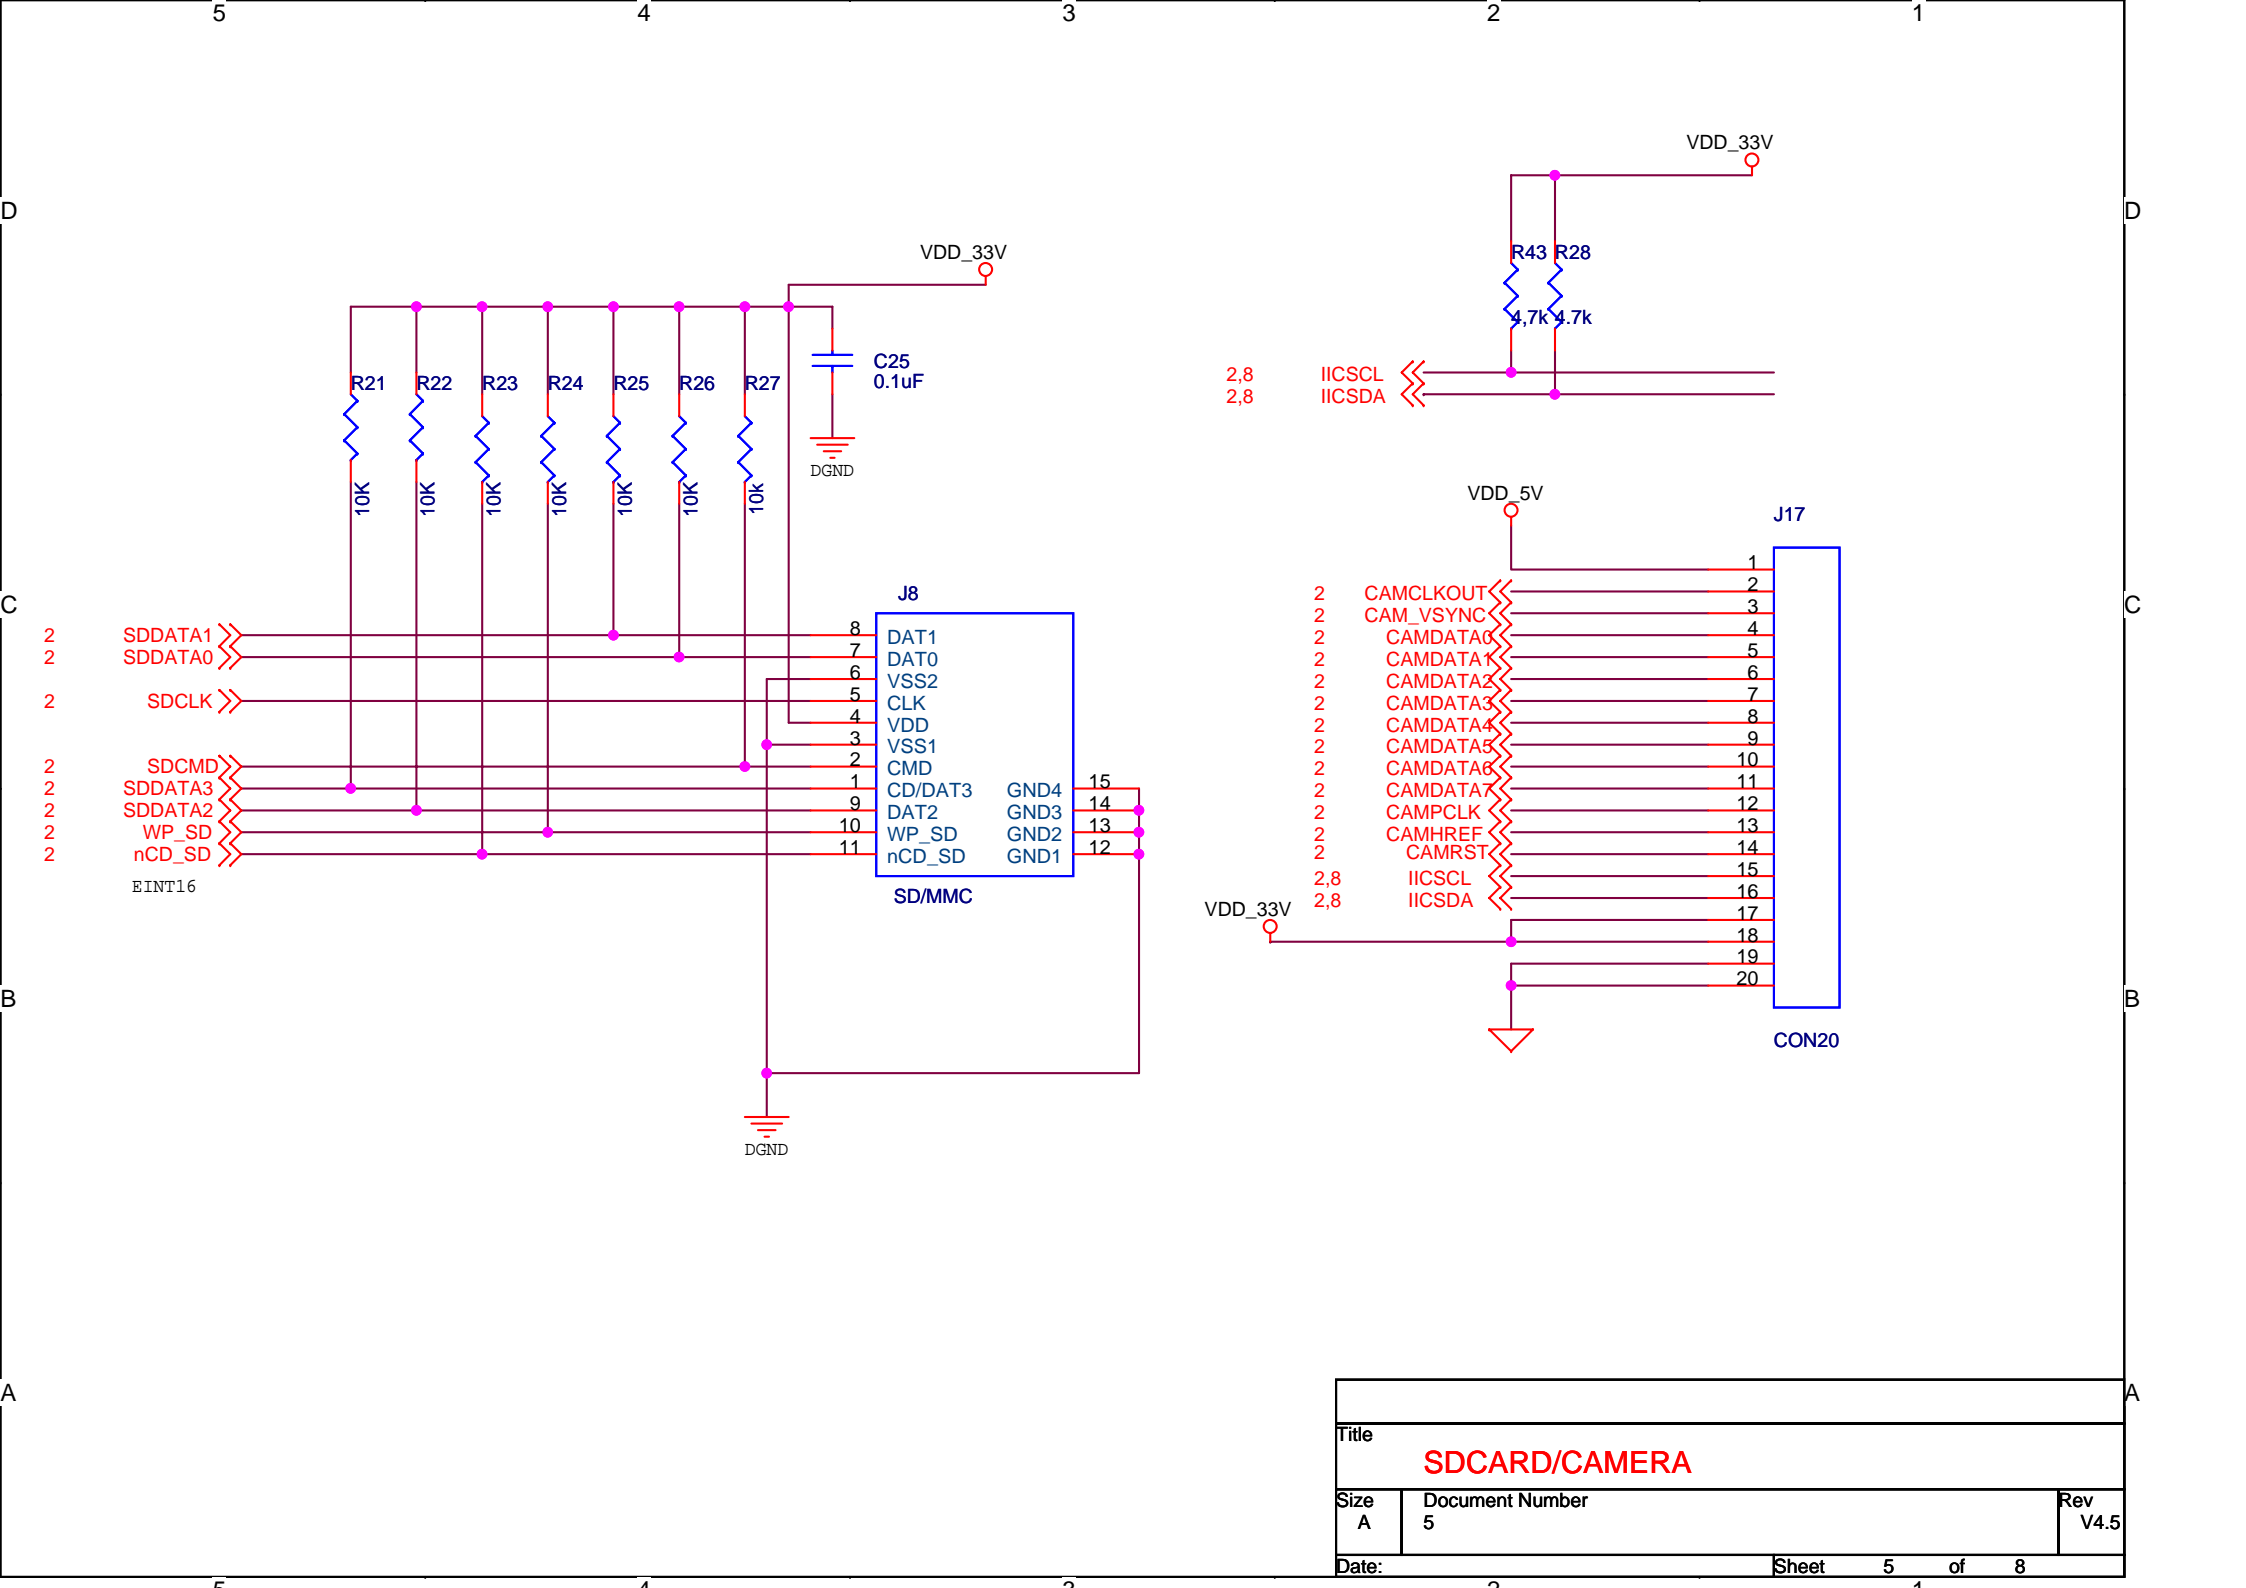 5 4 3 2 1
D D
VDD_33V
VDD_33V
R43 R28
4,7k 4.7k
C25
0.1uF
DGND
R21 R22 R23 R24 R25 R26 R27
10K 10K 10K 10K 10K 10K 10k
2,8 IICSCL
2,8 IICSDA
VDD_5V
J17
C C
J8
2 SDDATA1 8 DAT1
2 SDDATA0 7 DAT0
6 VSS2
2 SDCLK 5 CLK
4 VDD
3 VSS1
2 SDCMD 2 CMD
2 SDDATA3 1 CD/DAT3 GND4 15
2 SDDATA2 9 DAT2 GND3 14
2 WP_SD 10 WP_SD GND2 13
2 nCD_SD 11 nCD_SD GND1 12
EINT16
SD/MMC
DGND
1
2 CAMCLKOUT 2
2 CAM_VSYNC 3
2 CAMDATA0 4
2 CAMDATA1 5
2 CAMDATA2 6
2 CAMDATA3 7
2 CAMDATA4 8
2 CAMDATA5 9
2 CAMDATA6 10
2 CAMDATA7 11
2 CAMPCLK 12
2 CAMHREF 13
2 CAMRST 14
2,8 IICSCL 15
2,8 IICSDA 16
VDD_33V
17
18
19
20
CON20
B B
A A
Title
SDCARD/CAMERA
Size Document Number Rev
A 5 V4.5
Date: Sheet 5 of 8
5 4 3 2 1